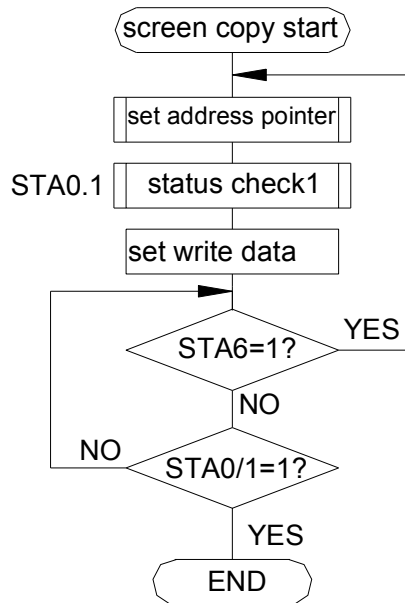 screen copy start
set address pointer
STA0.1
status check1
set write data
STA6=1?
YES
NO
NO
STA0/1=1?
YES
END